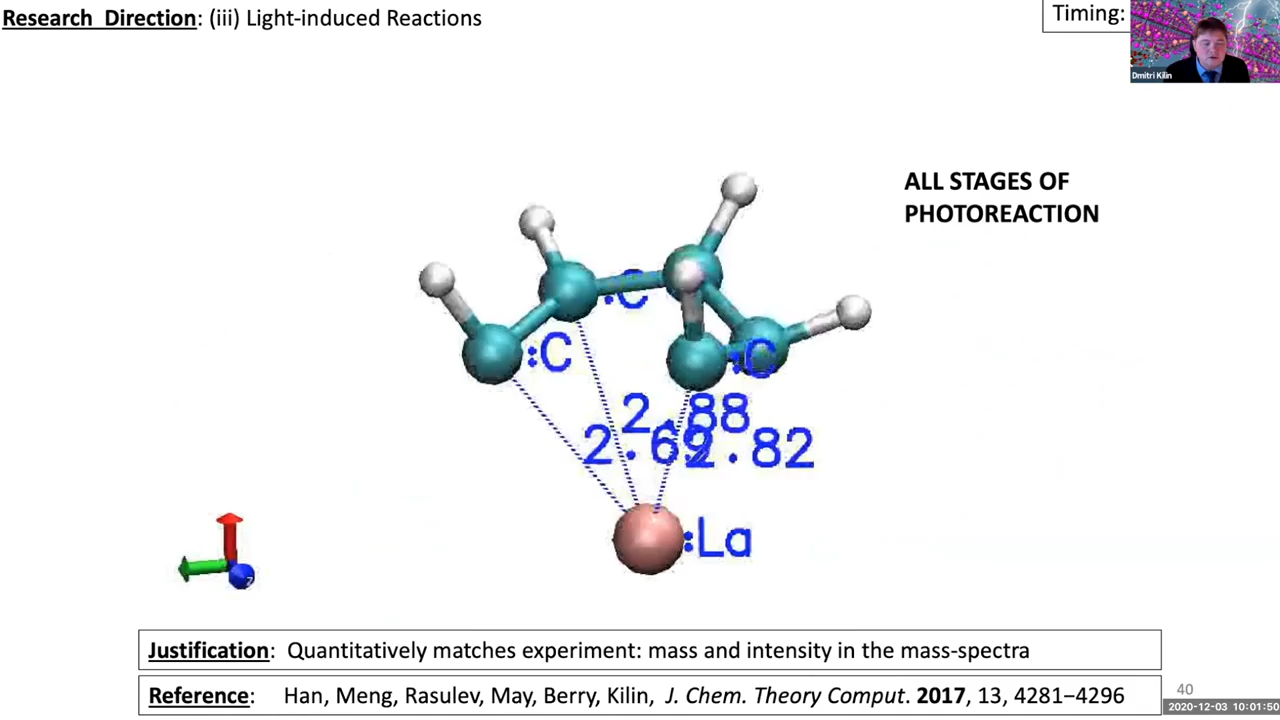 Research Direction: (iii) Light-induced Reactions
Timing:
Dmitri Kilin
ALL STAGES OF
PHOTOREACTION
:C
:C
:C
2.88
2.69
2.82
:La
Z
Justification: Quantitatively matches experiment: mass and intensity in the mass-spectra
Reference: Han, Meng, Rasulev, May, Berry, Kilin, J. Chem. Theory Comput. 2017, 13, 4281–4296
40
2020-12-03 10:01:50